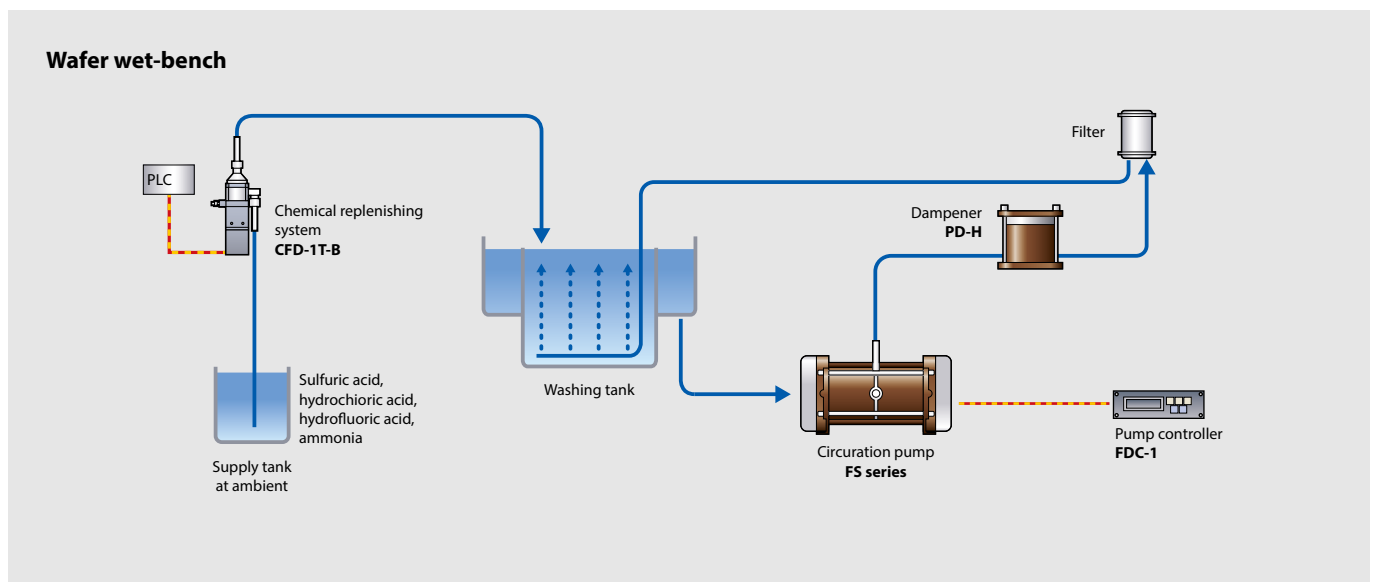 Wafer wet-bench
PLC
Chemical replenishing
system
CFD-1T-B
Sulfuric acid,
hydrochioric acid,
hydrofluoric acid,
ammonia
Supply tank
at ambient
Washing tank
Filter
Dampener
PD-H
Circuration pump
FS series
Pump controller
FDC-1